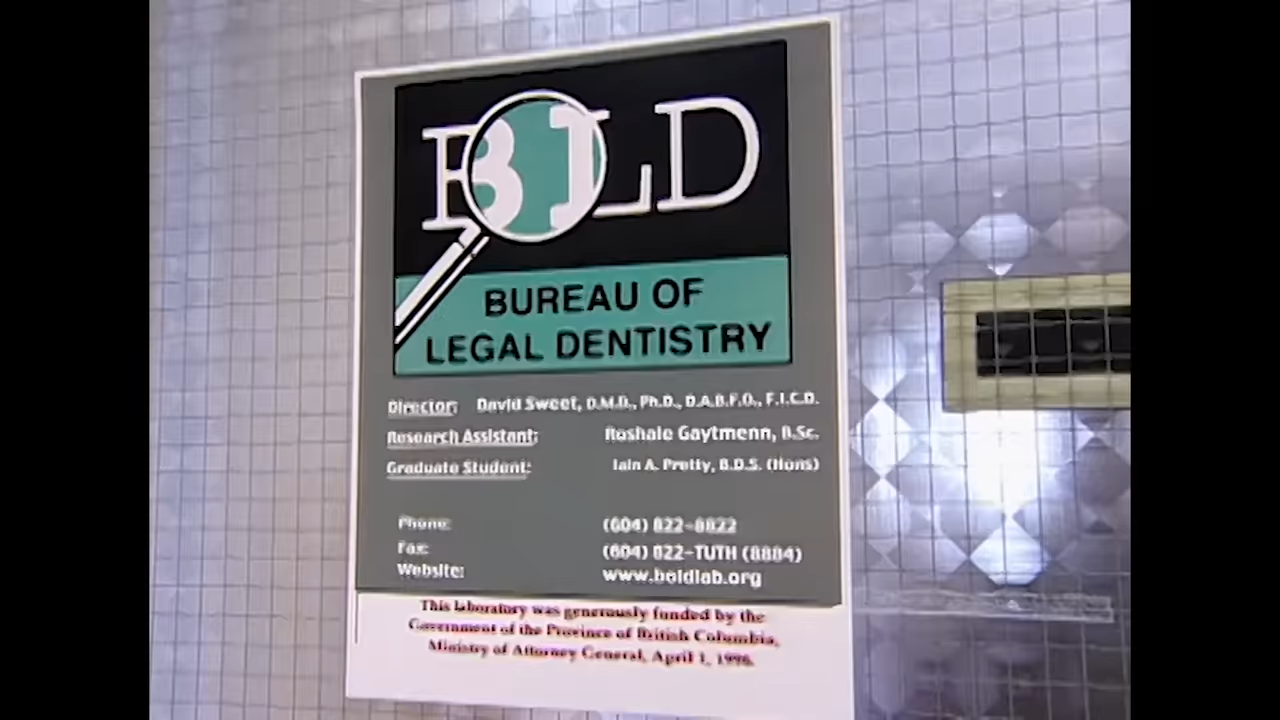 BOLD
BUREAU OF
LEGAL DENTISTRY
Director: David Sweet, D.M.D., Ph.D., D.A.B.F.O., F.I.C.D.
Research Assistant: Roshale Gaytmenn, B.Sc.
Graduate Student: Iain A. Pretty, B.D.S. (Hons)
Phone: (604) 822-8822
Fax: (604) 822-TUTH (8884)
Website: www.boldlab.org
This laboratory was generously funded by the
Government of the Province of British Columbia,
Ministry of Attorney General, April 1, 1996.